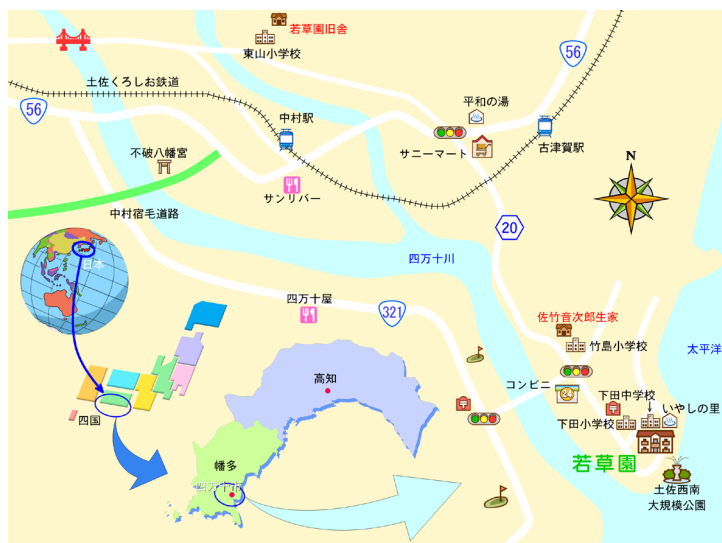 若草園旧舎
東山小学校
56
土佐くろしお鉄道
平和の湯
56
中村駅
サニーマート
古津賀駅
不破八幡宮
サンリバー
N
中村宿毛道路
20
日本
四万十川
四万十屋
321
佐竹音次郎生家
竹島小学校
太平洋
高知
コンビニ
下田中学校
いやしの里
下田小学校
四国
幡多
四万十市
若草園
土佐西南
大規模公園